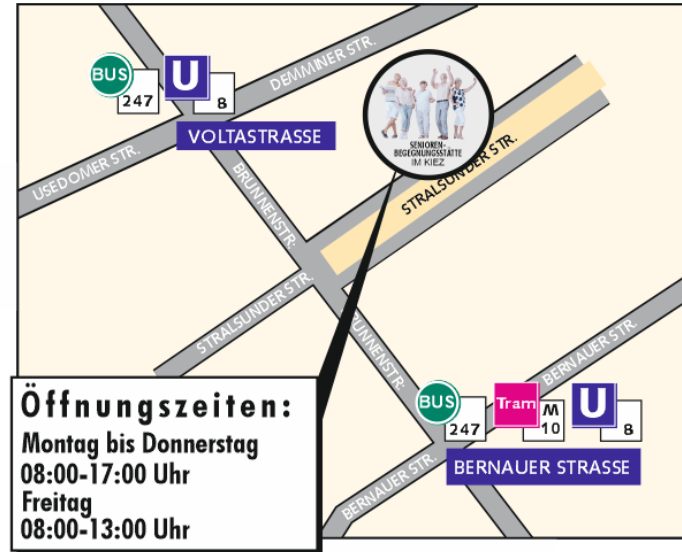 BUS
247
U
8
DEMMINER STR.
VOLTASTRASSE
USEDOMER STR.
SENIOREN-
BEGEGNUNGSSTÄTTE
IM KIEZ
STRALSUNDER STR.
BRUNNENSTR.
STRALSUNDER STR.
RUNNENSTR.
BERNAUER STR.
BUS
247
Tram
M
10
U
8
BERNAUER STRASSE
BERNAUER STR.
Öffnungszeiten:
Montag bis Donnerstag
08:00-17:00 Uhr
Freitag
08:00-13:00 Uhr